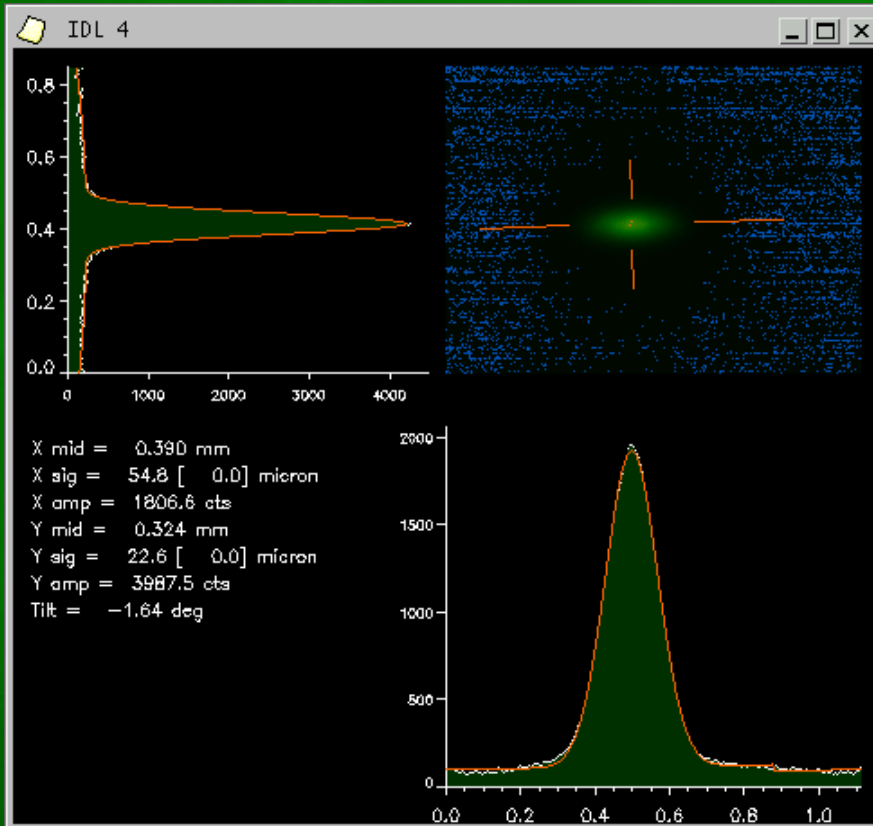 IDL 4
0.8
0.6
0.4
0.2
0.0
0 1000 2000 3000 4000
X mid = 0.390 mm
X sig = 54.8 [ 0.0] micron
X amp = 1806.6 cts
Y mid = 0.324 mm
Y sig = 22.6 [ 0.0] micron
Y amp = 3987.5 cts
Tilt = −1.64 deg
2000
1500
1000
500
0
0.0 0.2 0.4 0.6 0.8 1.0